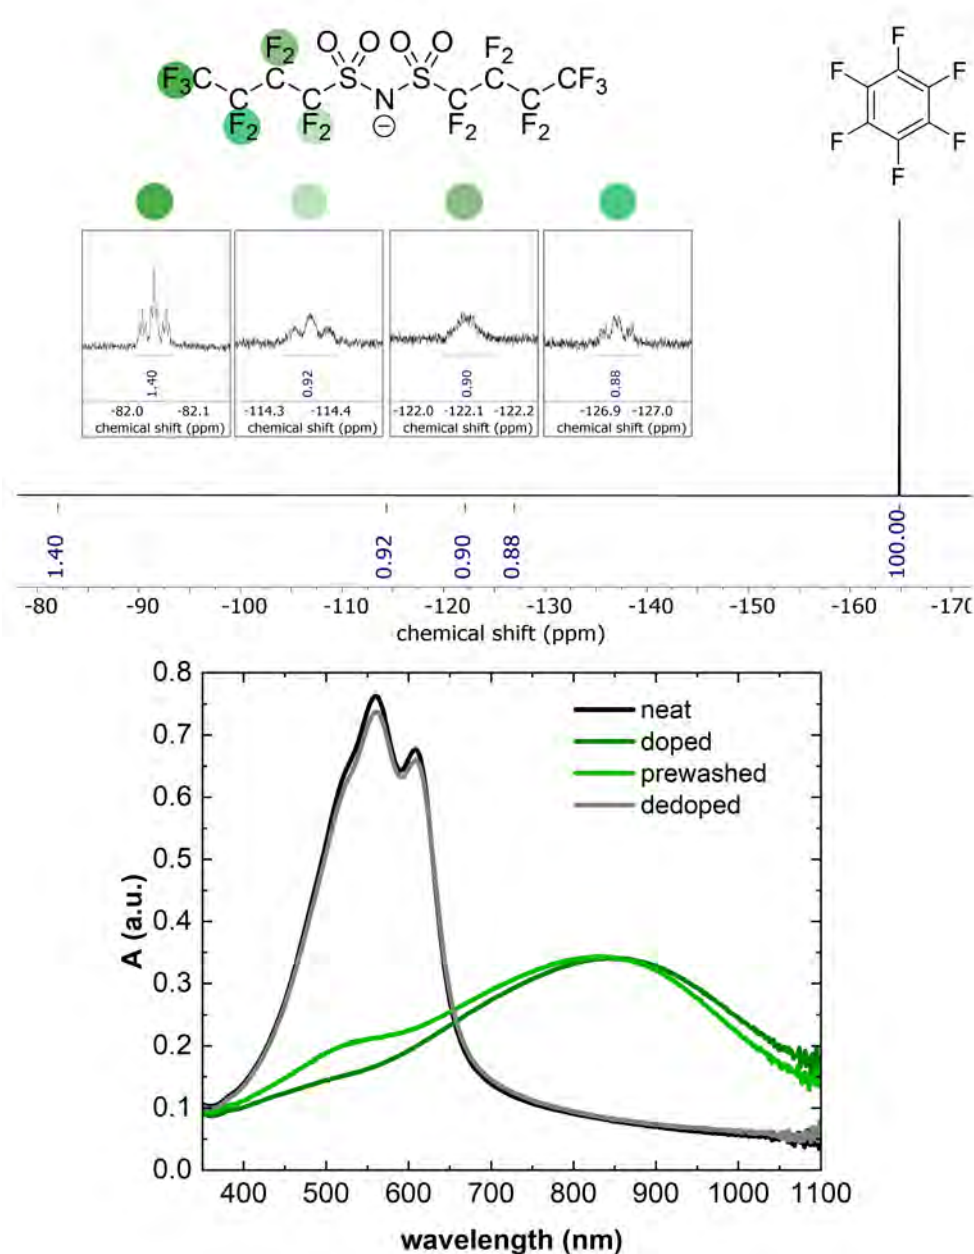 F₂ O O O O F₂
F₃C C S S C CF₃
C C N C C
F₂ F₂ ⊖ F₂ F₂
F
F F
F F
F
1.40
0.92
0.90
0.88
-82.0 -82.1
chemical shift (ppm)
-114.3 -114.4
chemical shift (ppm)
-122.0 -122.1 -122.2
chemical shift (ppm)
-126.9 -127.0
chemical shift (ppm)
1.40
0.92
0.90
0.88
100.00
-80 -90 -100 -110 -120 -130 -140 -150 -160 -170
chemical shift (ppm)
0.8
0.7
0.6
0.5
0.4
0.3
0.2
0.1
0.0
A (a.u.)
neat
doped
prewashed
dedoped
400 500 600 700 800 900 1000 1100
wavelength (nm)